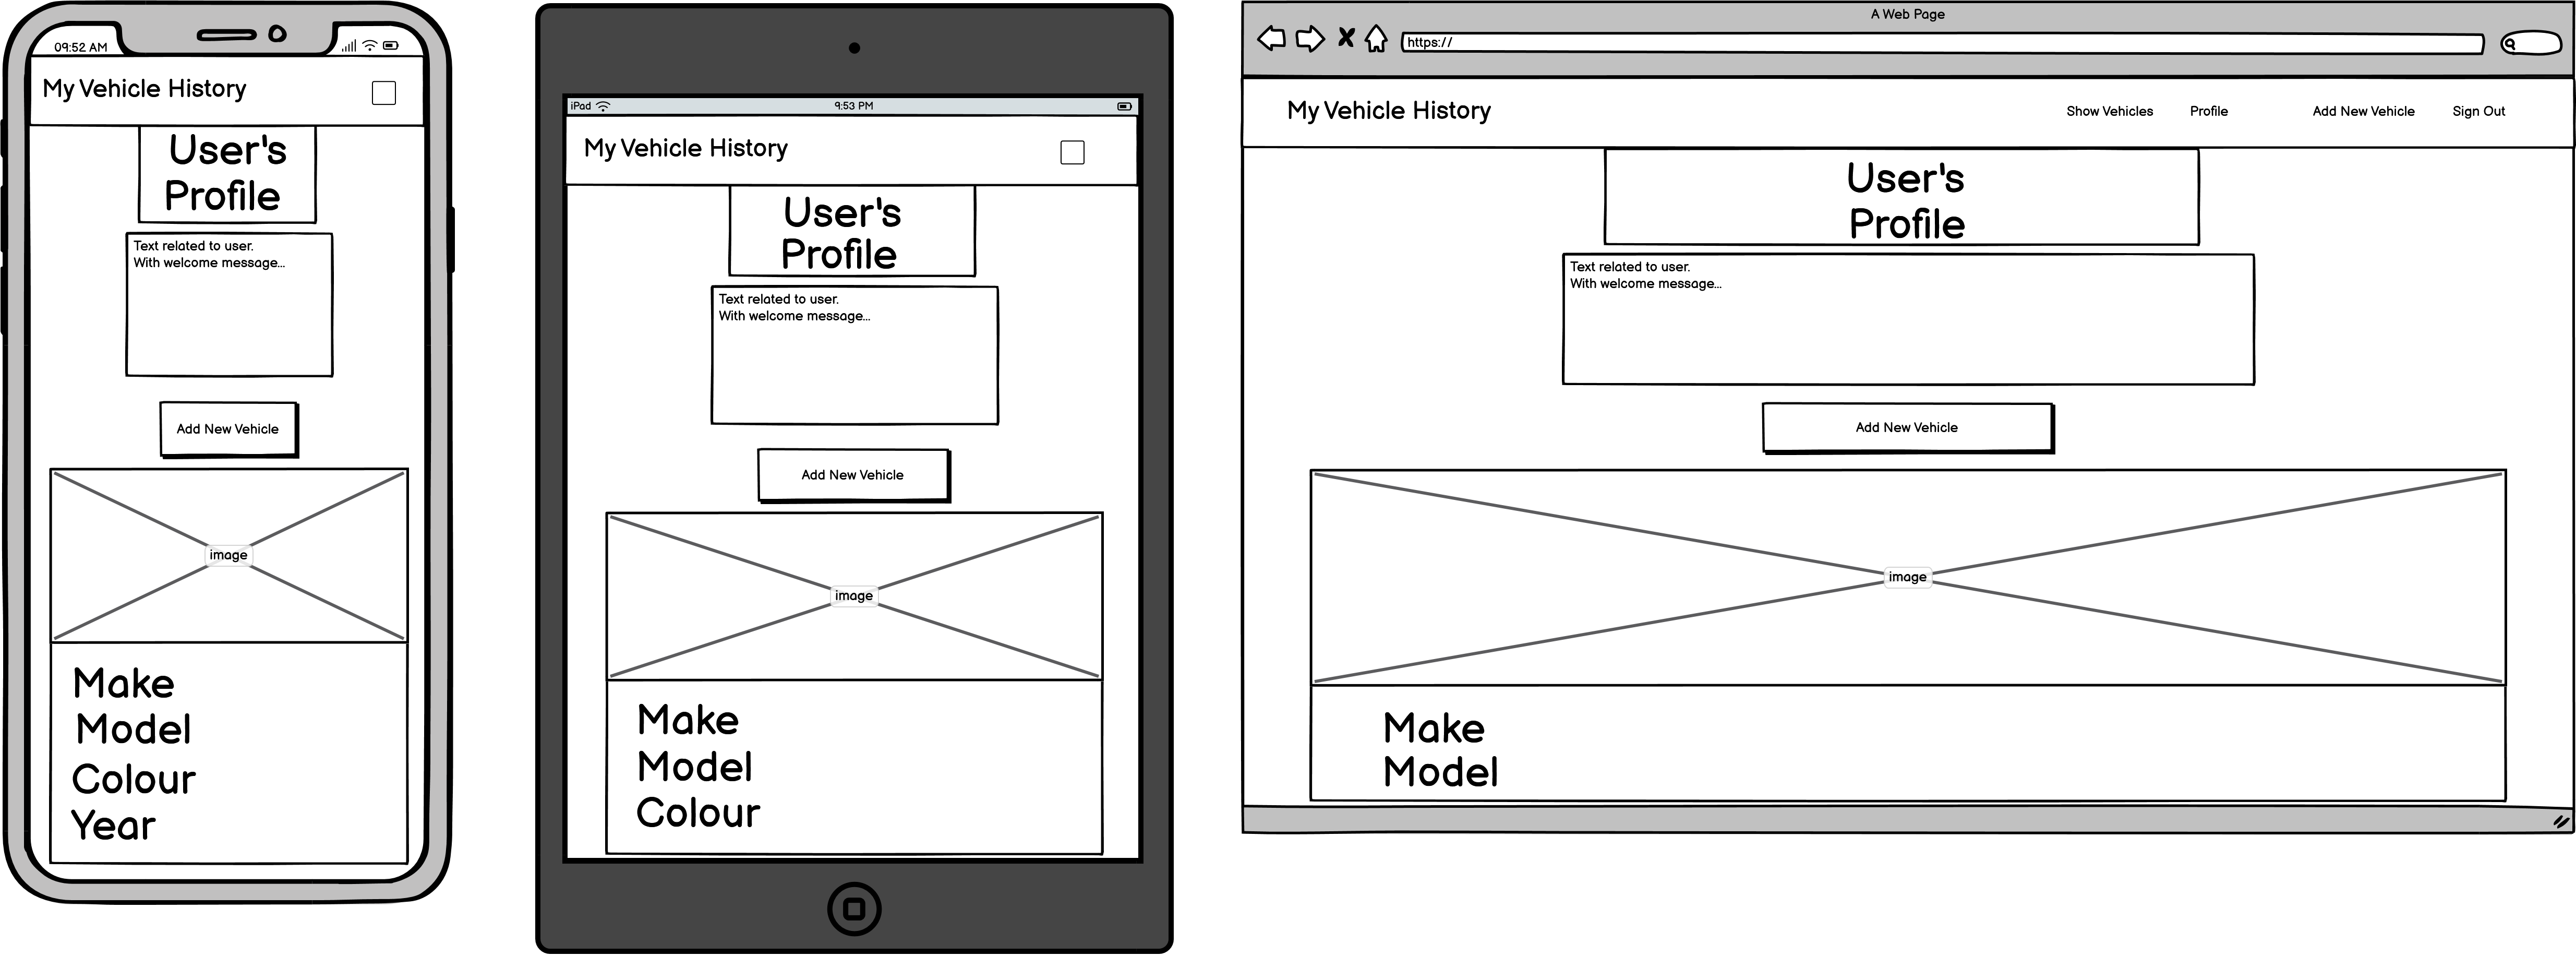 09:52 AM
My Vehicle History
User's
Profile
Text related to user.
With welcome message...
Add New Vehicle
image
Make
Model
Colour
Year
iPad
9:53 PM
My Vehicle History
User's
Profile
Text related to user.
With welcome message...
Add New Vehicle
image
Make
Model
Colour
A Web Page
https://
My Vehicle History
Show Vehicles
Profile
Add New Vehicle
Sign Out
User's
Profile
Text related to user.
With welcome message...
Add New Vehicle
image
Make
Model